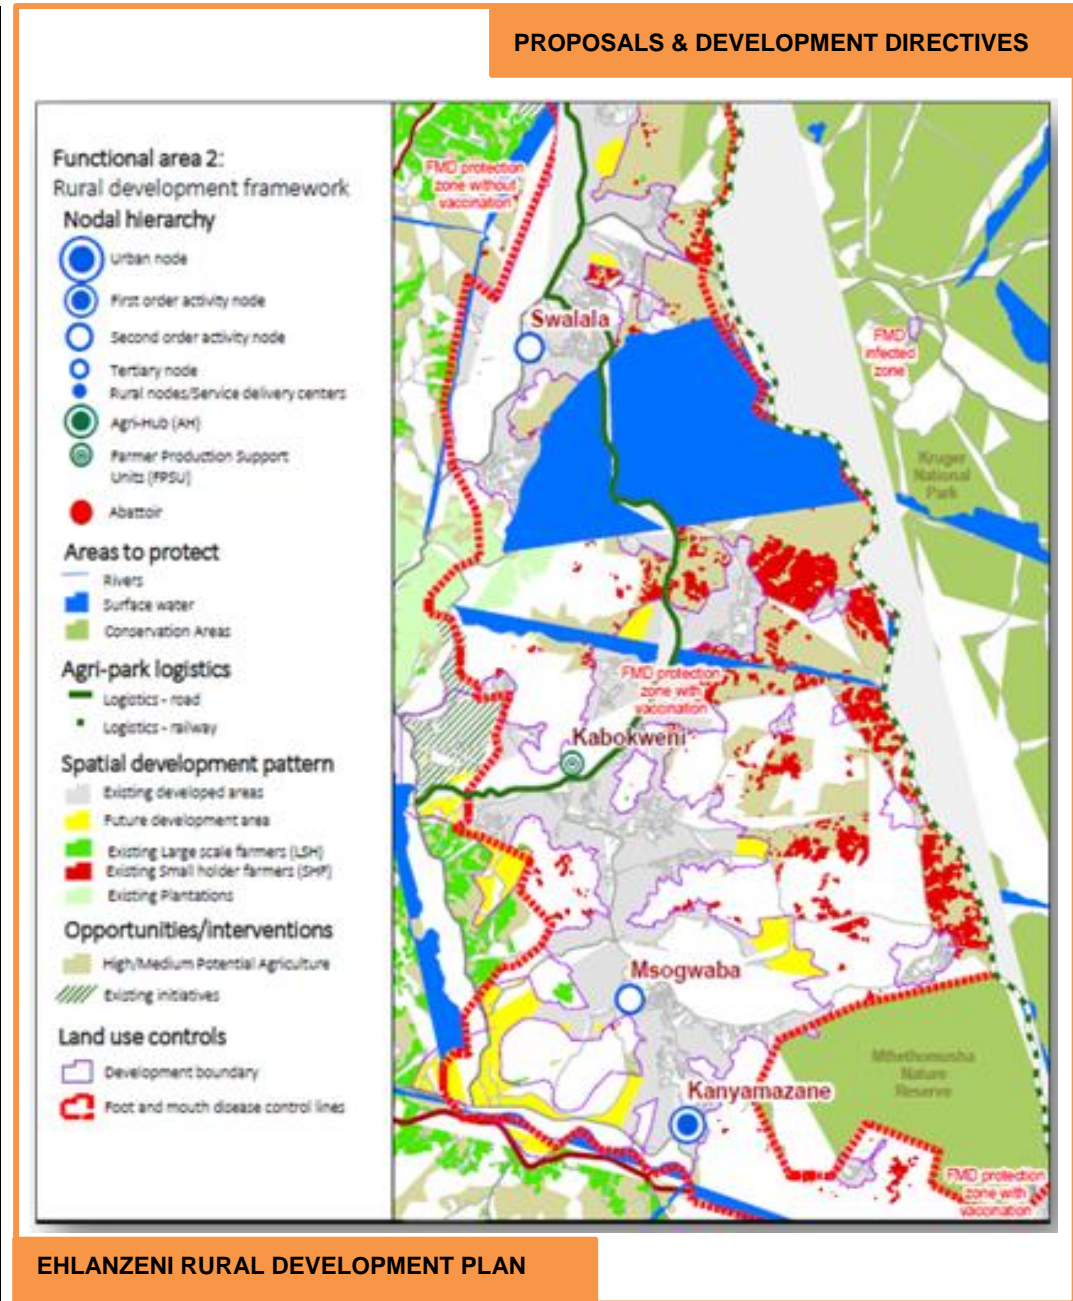 PROPOSALS & DEVELOPMENT DIRECTIVES
Functional area 2:
Rural development framework
Nodal hierarchy
Urban node
First order activity node
Second order activity node
Tertiary node
Rural nodes/Service delivery centers
Agri-Hub (AH)
Farmer Production Support
Units (FPSU)
Abattoir
Areas to protect
Rivers
Surface water
Conservation Areas
Agri-park logistics
Logistics - road
Logistics - railway
Spatial development pattern
Existing developed areas
Future development area
Existing Large scale farmers (LSH)
Existing Small holder farmers (SHF)
Existing Plantations
Opportunities/interventions
High/Medium Potential Agriculture
Existing initiatives
Land use controls
Development boundary
Foot and mouth disease control lines
FMD protection
zone without
vaccination
Swalala
FMD
infected
zone
Kruger
National
Park
FMD protection
zone with
vaccination
Kabokweni
Msogwaba
Mthethomusha
Nature
Reserve
Kanyamazane
FMD protection
zone with
vaccination
EHLANZENI RURAL DEVELOPMENT PLAN